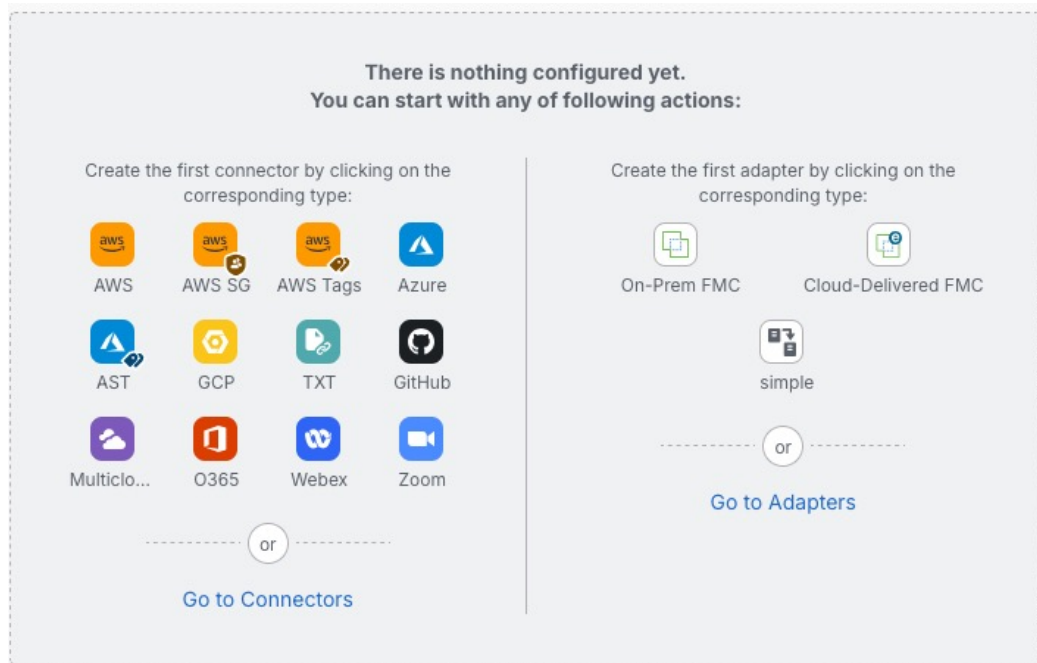 There is nothing configured yet.
You can start with any of following actions:
Create the first connector by clicking on the
corresponding type:
aws
aws
aws
AWS
AWS SG
AWS Tags
Azure
AST
GCP
TXT
GitHub
Multiclo...
O365
Webex
Zoom
or
Go to Connectors
Create the first adapter by clicking on the
corresponding type:
On-Prem FMC
Cloud-Delivered FMC
simple
or
Go to Adapters